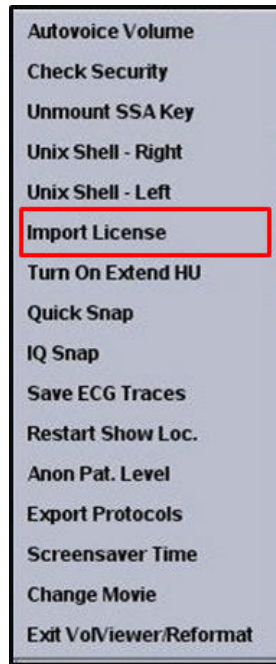 Autovoice Volume
Check Security
Unmount SSA Key
Unix Shell - Right
Unix Shell - Left
Import License
Turn On Extend HU
Quick Snap
IQ Snap
Save ECG Traces
Restart Show Loc.
Anon Pat. Level
Export Protocols
Screensaver Time
Change Movie
Exit VolViewer/Reformat